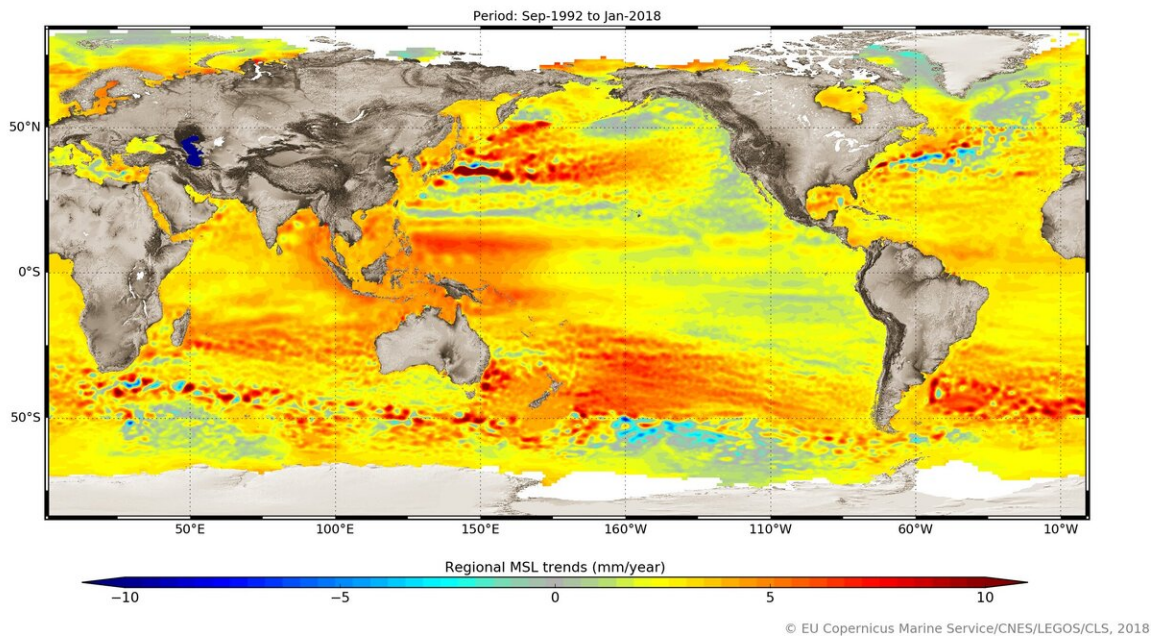 Period: Sep-1992 to Jan-2018
50°N
0°S
50°S
50°E 100°E 150°E 160°W 110°W 60°W 10°W
Regional MSL trends (mm/year)
−10 −5 0 5 10
© EU Copernicus Marine Service/CNES/LEGOS/CLS, 2018